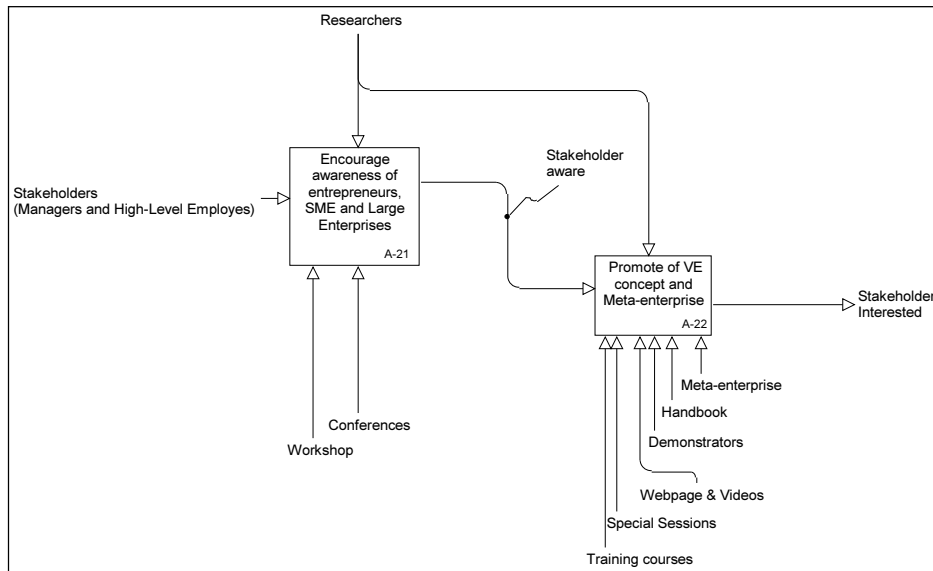 Researchers
Encourage
awareness of
entrepreneurs,
SME and Large
Enterprises
A-21
Stakeholder
aware
Stakeholders
(Managers and High-Level Employes)
Promote of VE
concept and
Meta-enterprise
A-22
Stakeholder
Interested
Meta-enterprise
Handbook
Conferences
Demonstrators
Workshop
Webpage & Videos
Special Sessions
Training courses